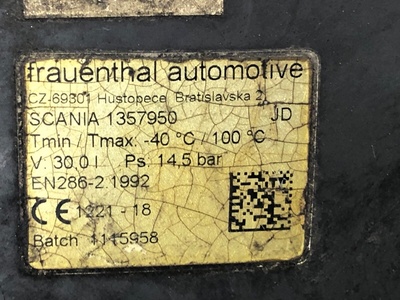 frauenthal automotive
CZ-69301 Hustopece Bratislavska 2
SCANIA 1357950 JD
Tmin / Tmax: -40 °C / 100 °C
V. 30,0 l Ps 14,5 bar
EN286-2.1992
CE 1221 - 18
Batch 1115958